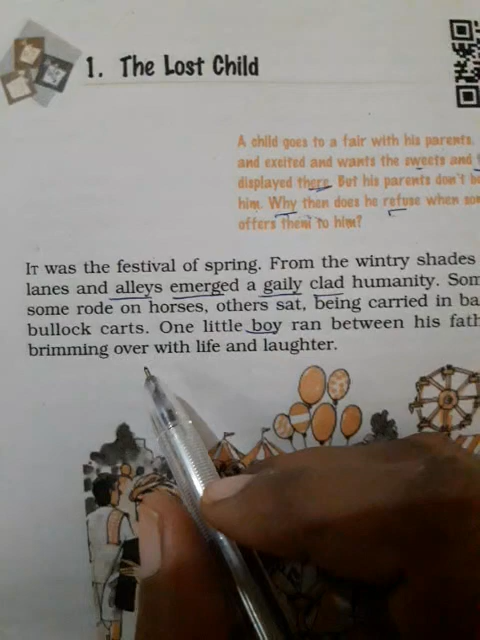 1. The Lost Child
A child goes to a fair with his parents.
and excited and wants the sweets and
displayed there. But his parents don't
him. Why then does he refuse when
offers them to him?
IT was the festival of spring. From the wintry shades
lanes and alleys emerged a gaily clad humanity.
some rode on horses, others sat, being carried in
bullock carts. One little boy ran between his
brimming over with life and laughter.